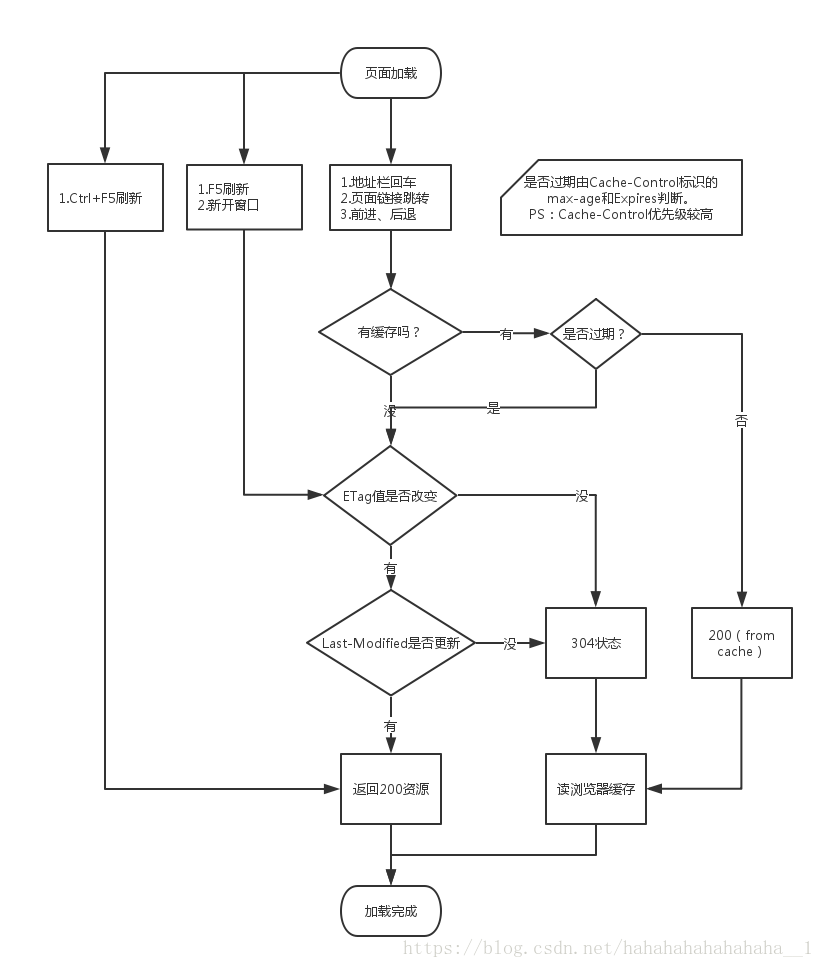 页面加载
1.Ctrl+F5刷新
1.F5刷新
2.新开窗口
1.地址栏回车
2.页面链接跳转
3.前进、后退
是否过期由Cache-Control标识的
max-age和Expires判断。
PS：Cache-Control优先级较高
有缓存吗？
有
是否过期？
没
是
否
ETag值是否改变
没
有
Last-Modified是否更新
没
304状态
200（from
cache）
有
返回200资源
读浏览器缓存
加载完成
https://blog.csdn.net/hahahahahahahaha__1